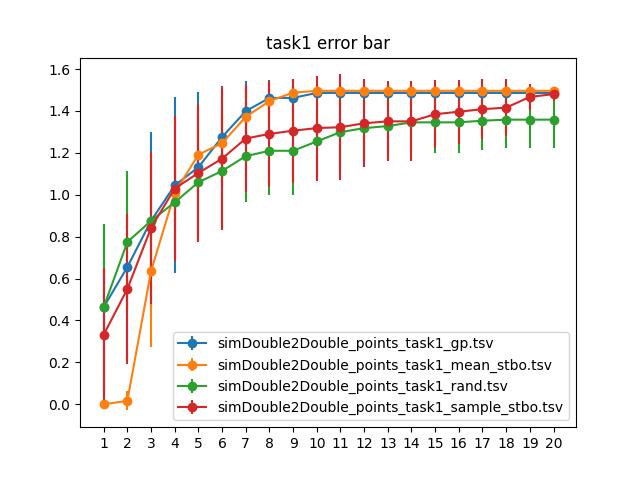 task1 error bar
1.6
1.4
1.2
1.0
0.8
0.6
0.4
0.2
0.0
simDouble2Double_points_task1_gp.tsv
simDouble2Double_points_task1_mean_stbo.tsv
simDouble2Double_points_task1_rand.tsv
simDouble2Double_points_task1_sample_stbo.tsv
1 2 3 4 5 6 7 8 9 10 11 12 13 14 15 16 17 18 19 20